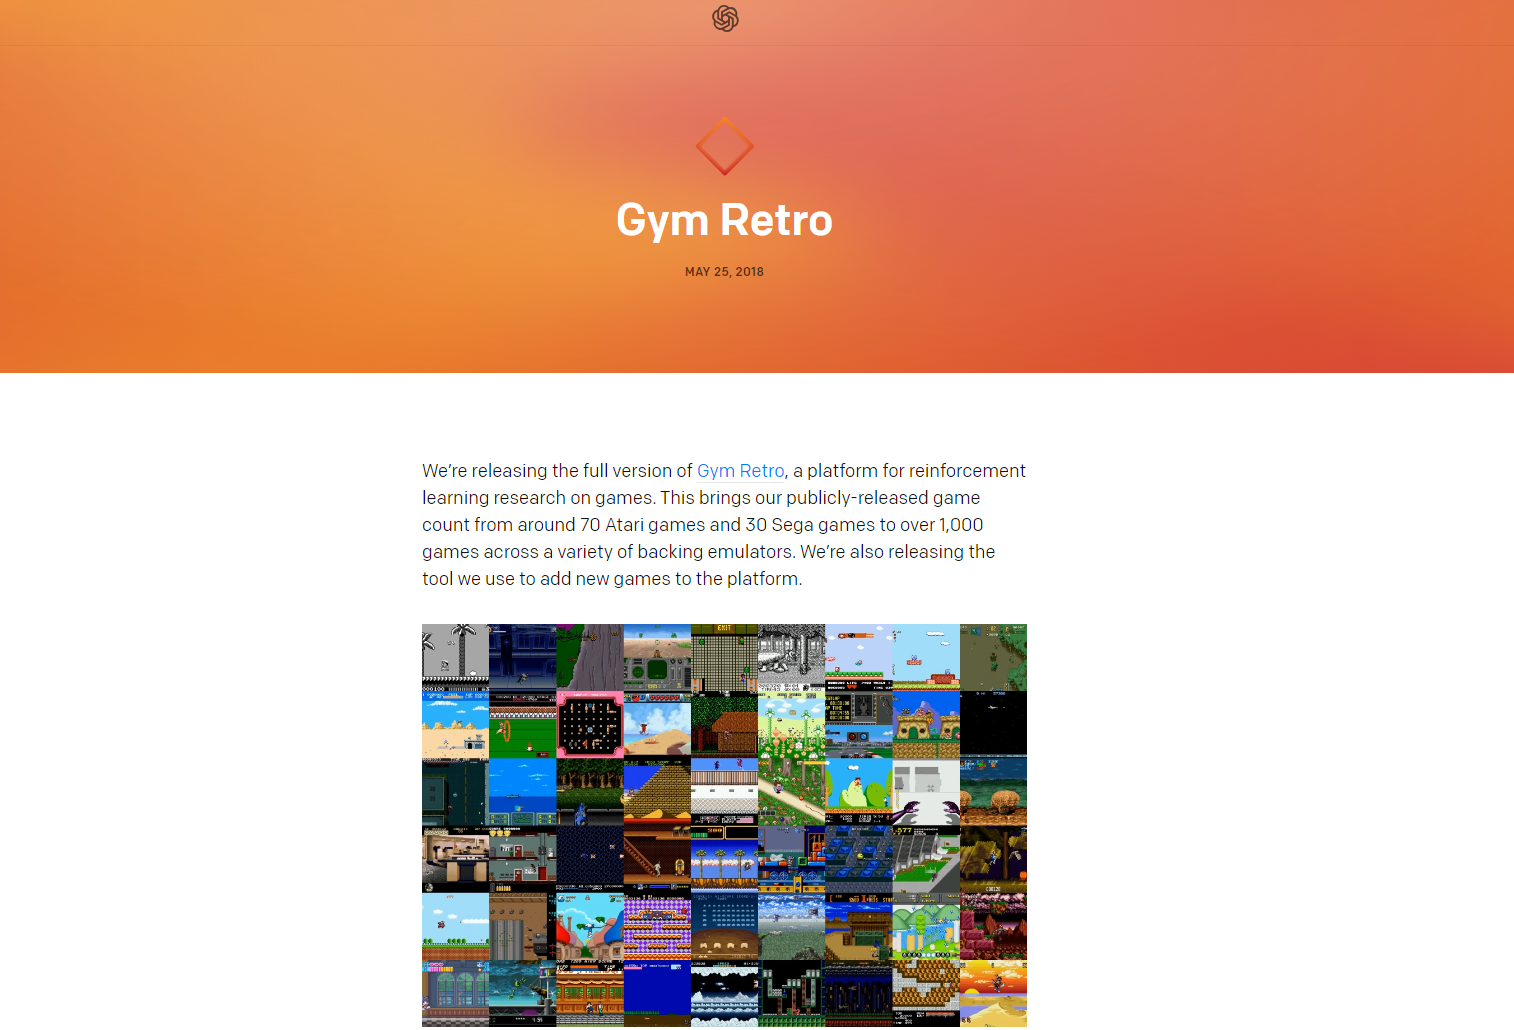 Gym Retro
MAY 25, 2018
We’re releasing the full version of Gym Retro, a platform for reinforcement
learning research on games. This brings our publicly-released game
count from around 70 Atari games and 30 Sega games to over 1,000
games across a variety of backing emulators. We’re also releasing the
tool we use to add new games to the platform.
EXIT